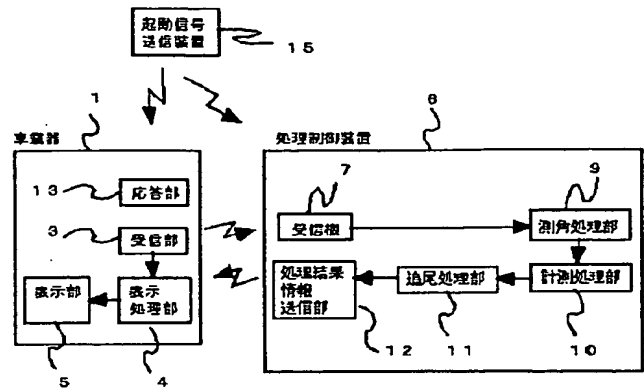 起動信号
送信装置
15
1
車載器
13
応答部
3
受信部
表示部
表示
処理部
5
4
6
処理制御装置
7
受信機
9
測角処理部
処理結果
情報
送信部
追尾処理部
計測処理部
12
11
10